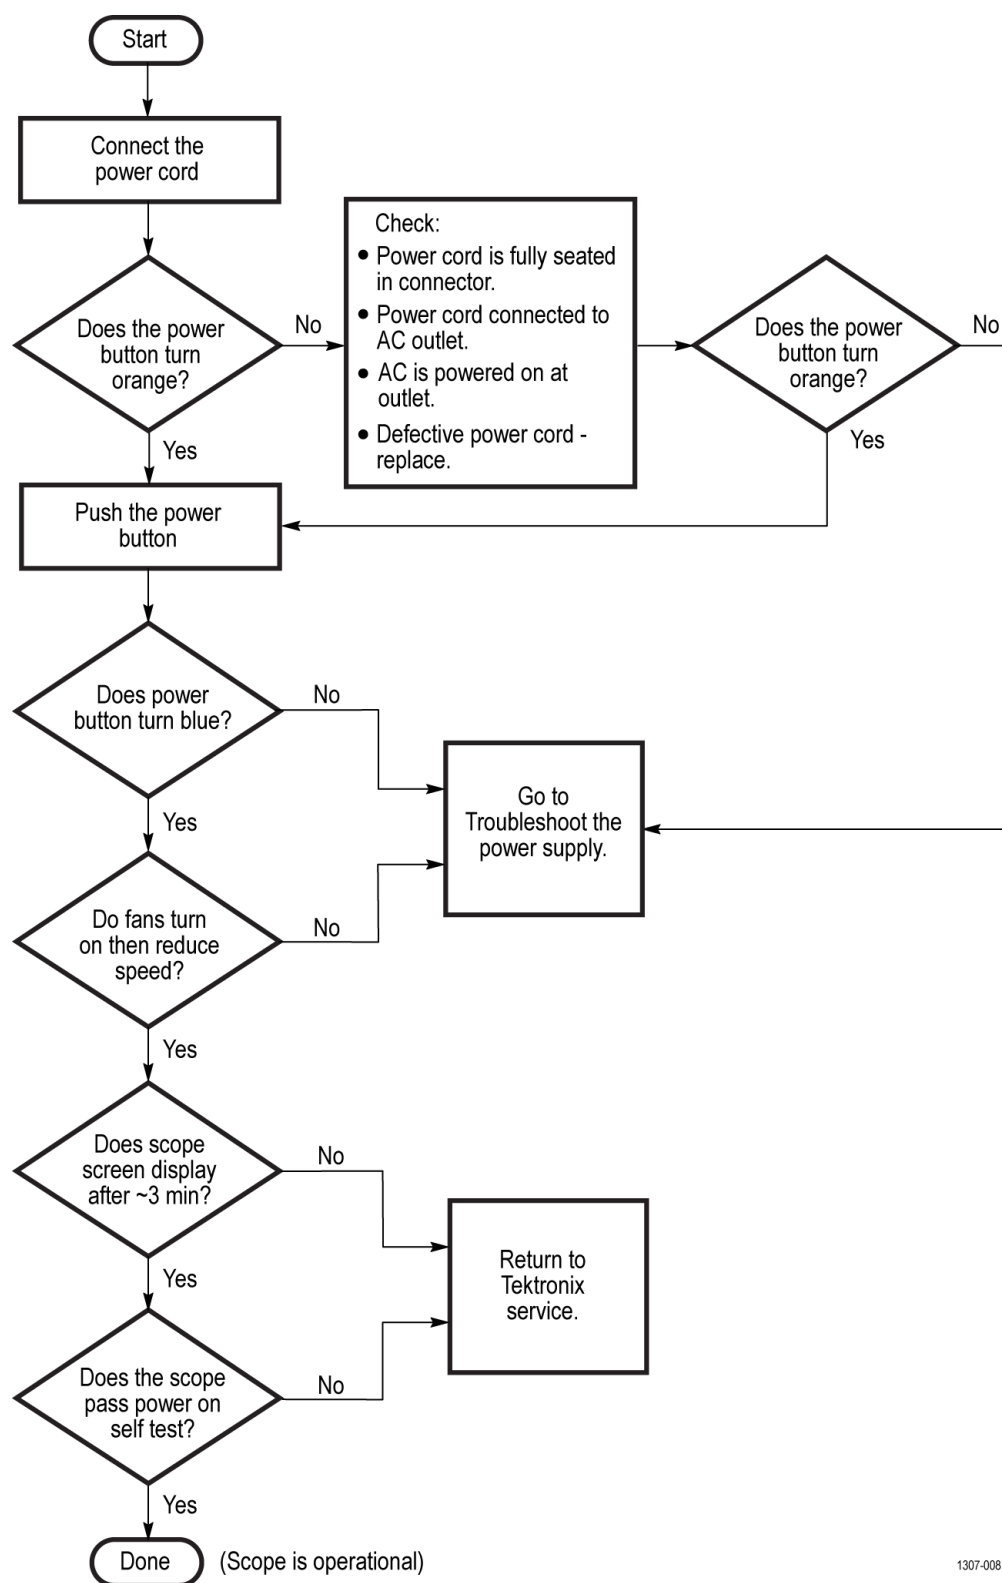 Start
Connect the
power cord
Does the power
button turn
orange?
No
Check:
• Power cord is fully seated
in connector.
• Power cord connected to
AC outlet.
• AC is powered on at
outlet.
• Defective power cord -
replace.
Does the power
button turn
orange?
No
Yes
Yes
Push the power
button
Does power
button turn blue?
No
Go to
Troubleshoot the
power supply.
Yes
Do fans turn
on then reduce
speed?
No
Yes
Does scope
screen display
after ~3 min?
No
Return to
Tektronix
service.
Yes
Does the scope
pass power on
self test?
No
Yes
Done
(Scope is operational)
1307-008